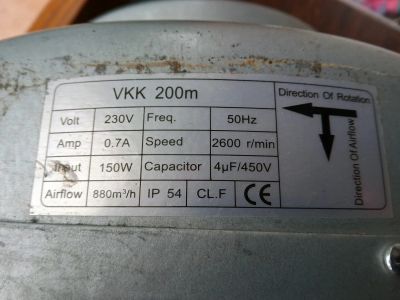 VKK 200m
Direction Of Rotation
Volt 230V Freq. 50Hz
Amp 0.7A Speed 2600 r/min
Input 150W Capacitor 4µF/450V
Airflow 880m³/h IP 54 CL.F CE
Direction Of Airflow